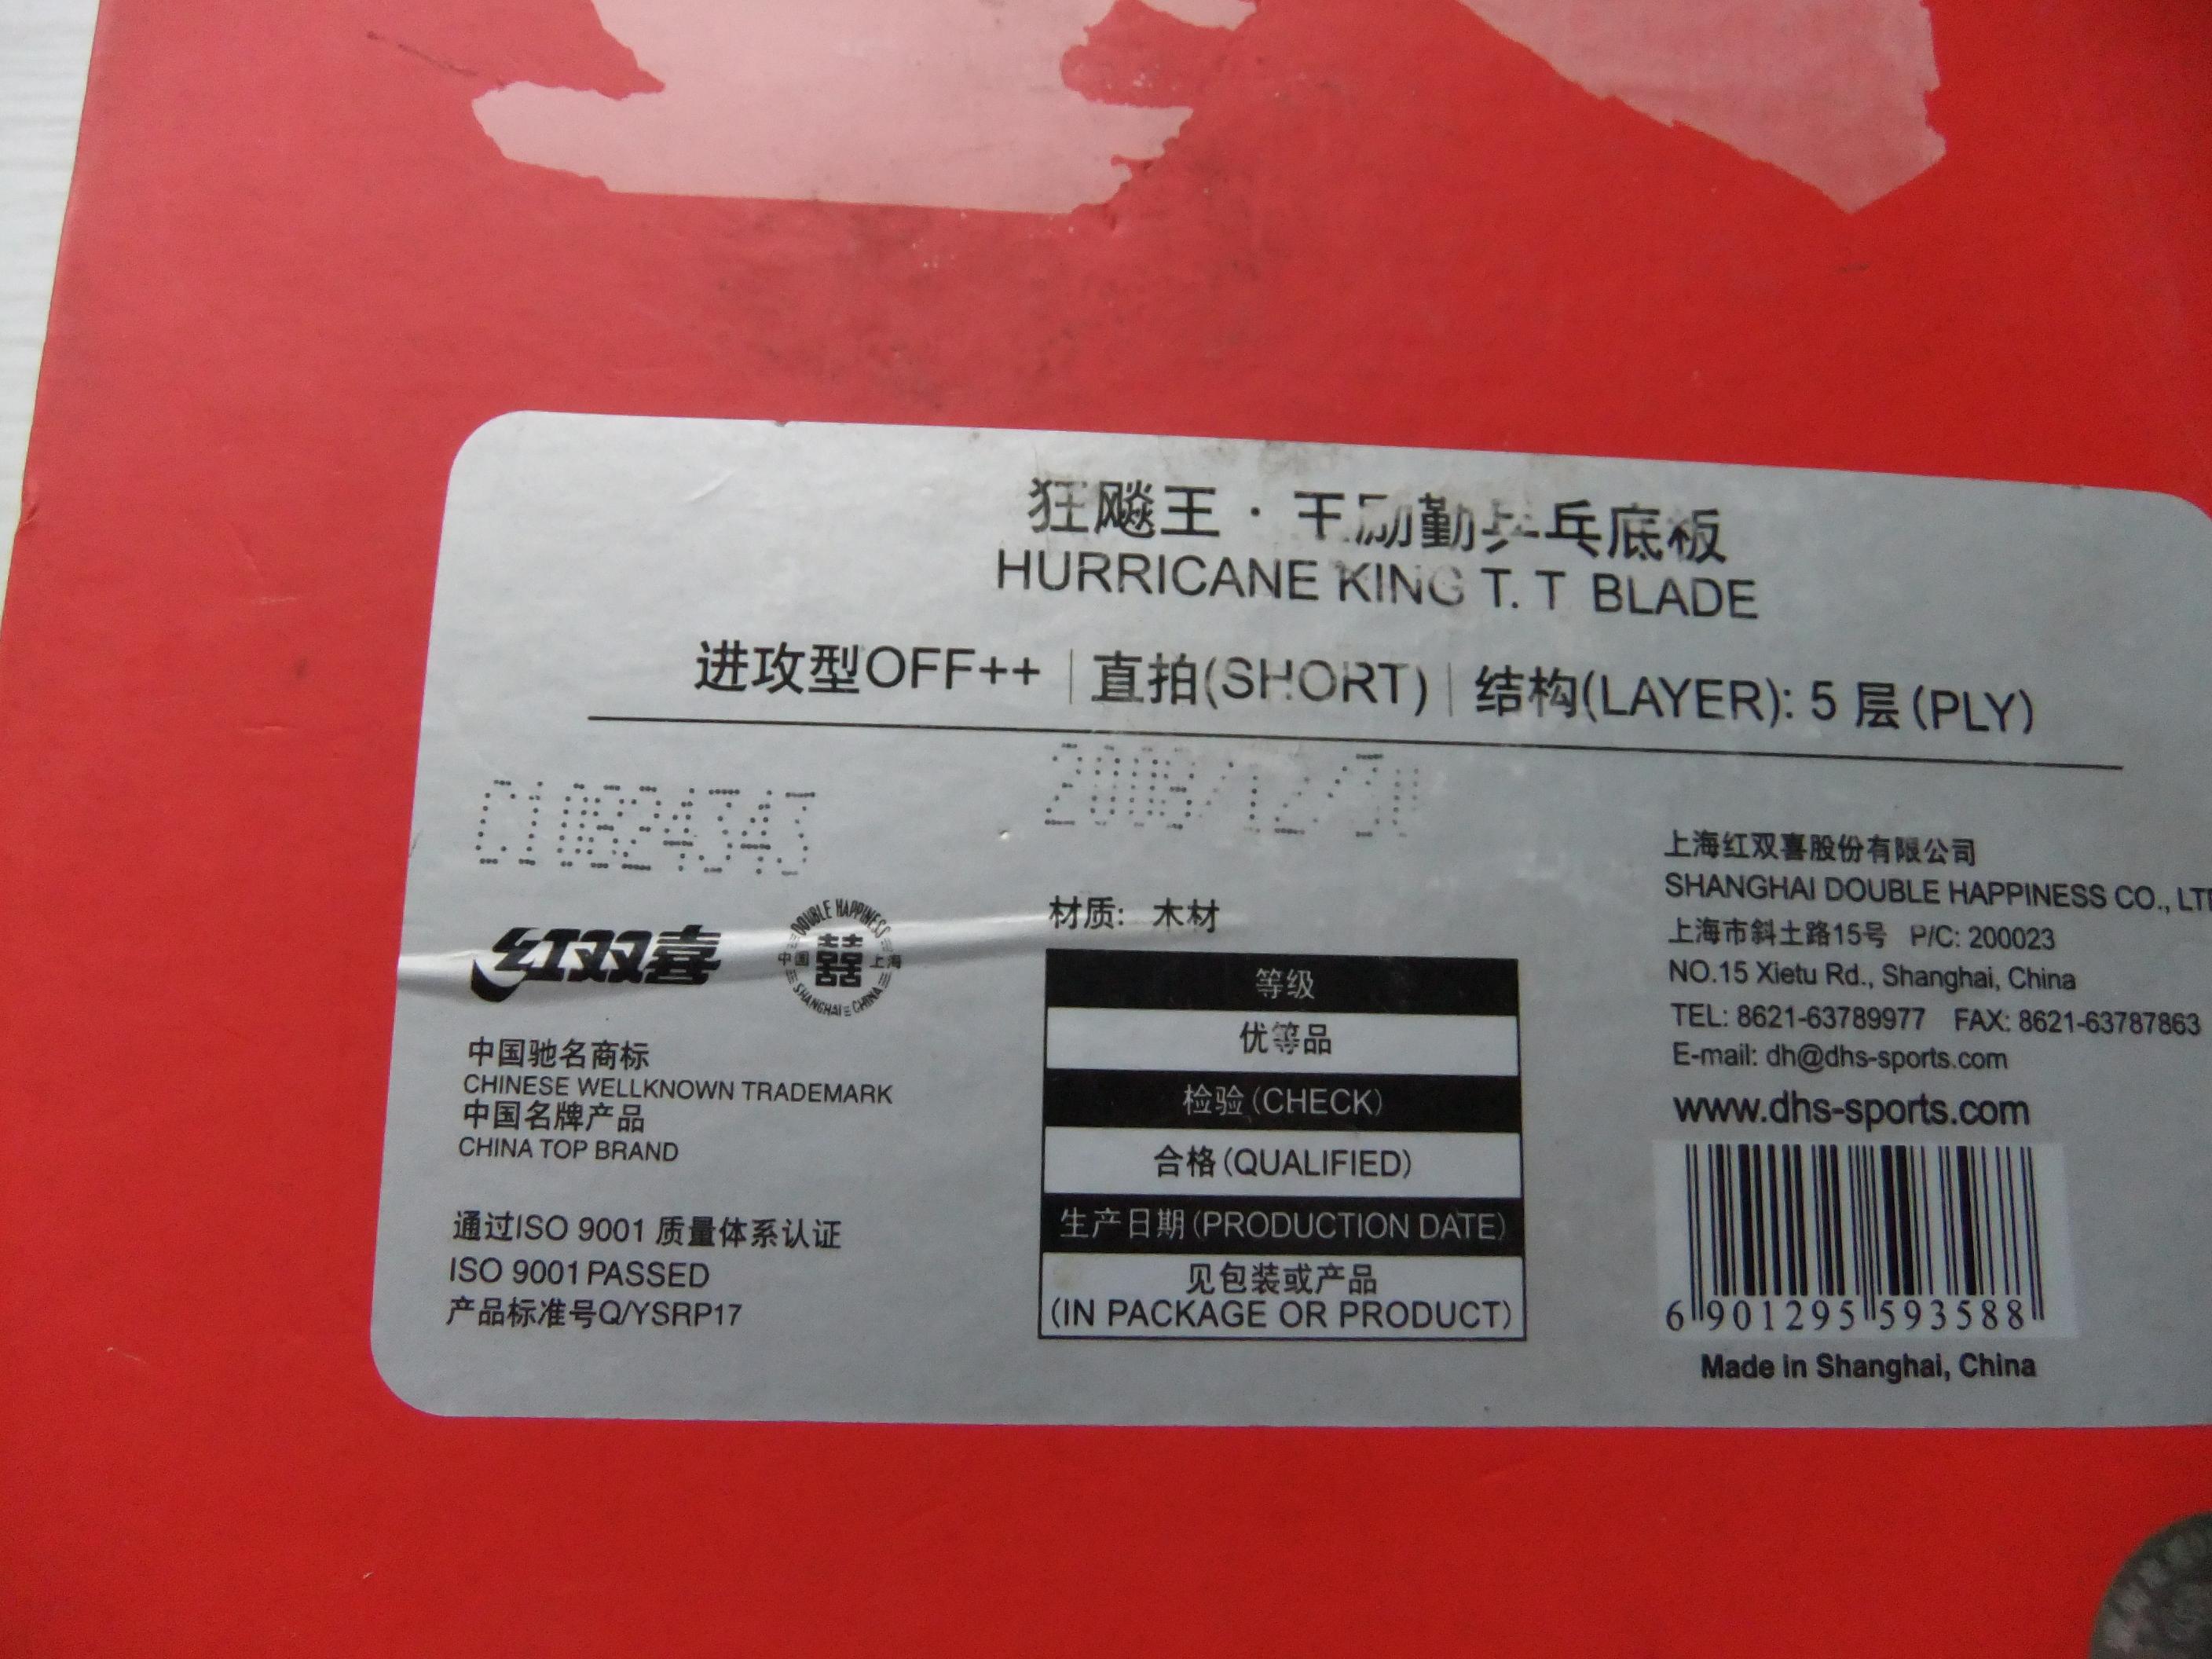 狂飚王·王励勤乒乓底板
HURRICANE KING T. T BLADE
进攻型OFF++ | 直拍(SHORT) | 结构(LAYER): 5 层(PLY)
红双喜
DOUBLE HAPPINESS
中国 囍 上海
SHANGHAI CHINA
中国驰名商标
CHINESE WELLKNOWN TRADEMARK
中国名牌产品
CHINA TOP BRAND
通过ISO 9001 质量体系认证
ISO 9001 PASSED
产品标准号Q/YSRP17
材质: 木材
等级
优等品
检验(CHECK)
合格(QUALIFIED)
生产日期(PRODUCTION DATE)
见包装或产品
(IN PACKAGE OR PRODUCT)
上海红双喜股份有限公司
SHANGHAI DOUBLE HAPPINESS CO.,
上海市斜土路15号 P/C: 200023
NO.15 Xietu Rd., Shanghai, China
TEL: 8621-63789977 FAX: 8621-63787863
E-mail: dh@dhs-sports.com
www.dhs-sports.com
6 901295 593588
Made in Shanghai, China